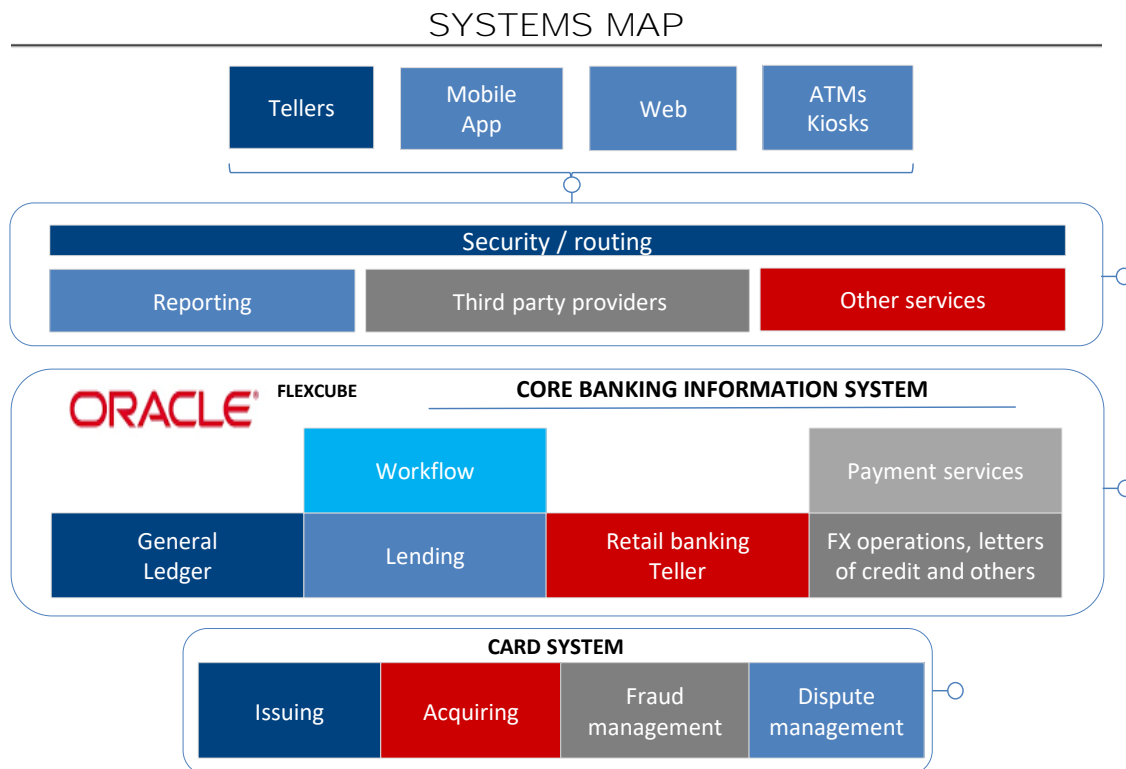 SYSTEMS MAP
Tellers
Mobile
App
Web
ATMs
Kiosks
Security / routing
Reporting
Third party providers
Other services
ORACLE®
FLEXCUBE
CORE BANKING INFORMATION SYSTEM
Workflow
Payment services
General
Ledger
Lending
Retail banking
Teller
FX operations, letters
of credit and others
CARD SYSTEM
Issuing
Acquiring
Fraud
management
Dispute
management